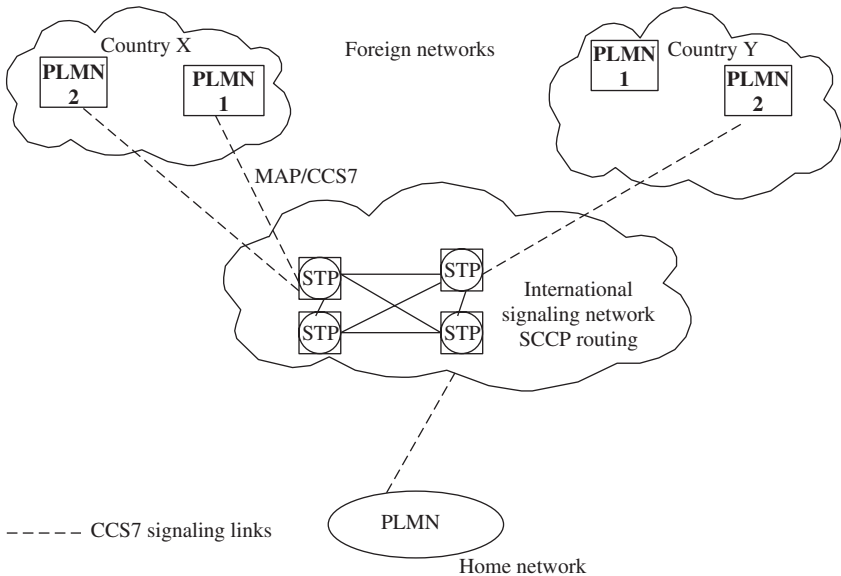 Country X
PLMN
2
PLMN
1
Foreign networks
Country Y
PLMN
1
PLMN
2
MAP/CCS7
STP
STP
STP
STP
International
signaling network
SCCP routing
PLMN
CCS7 signaling links
Home network